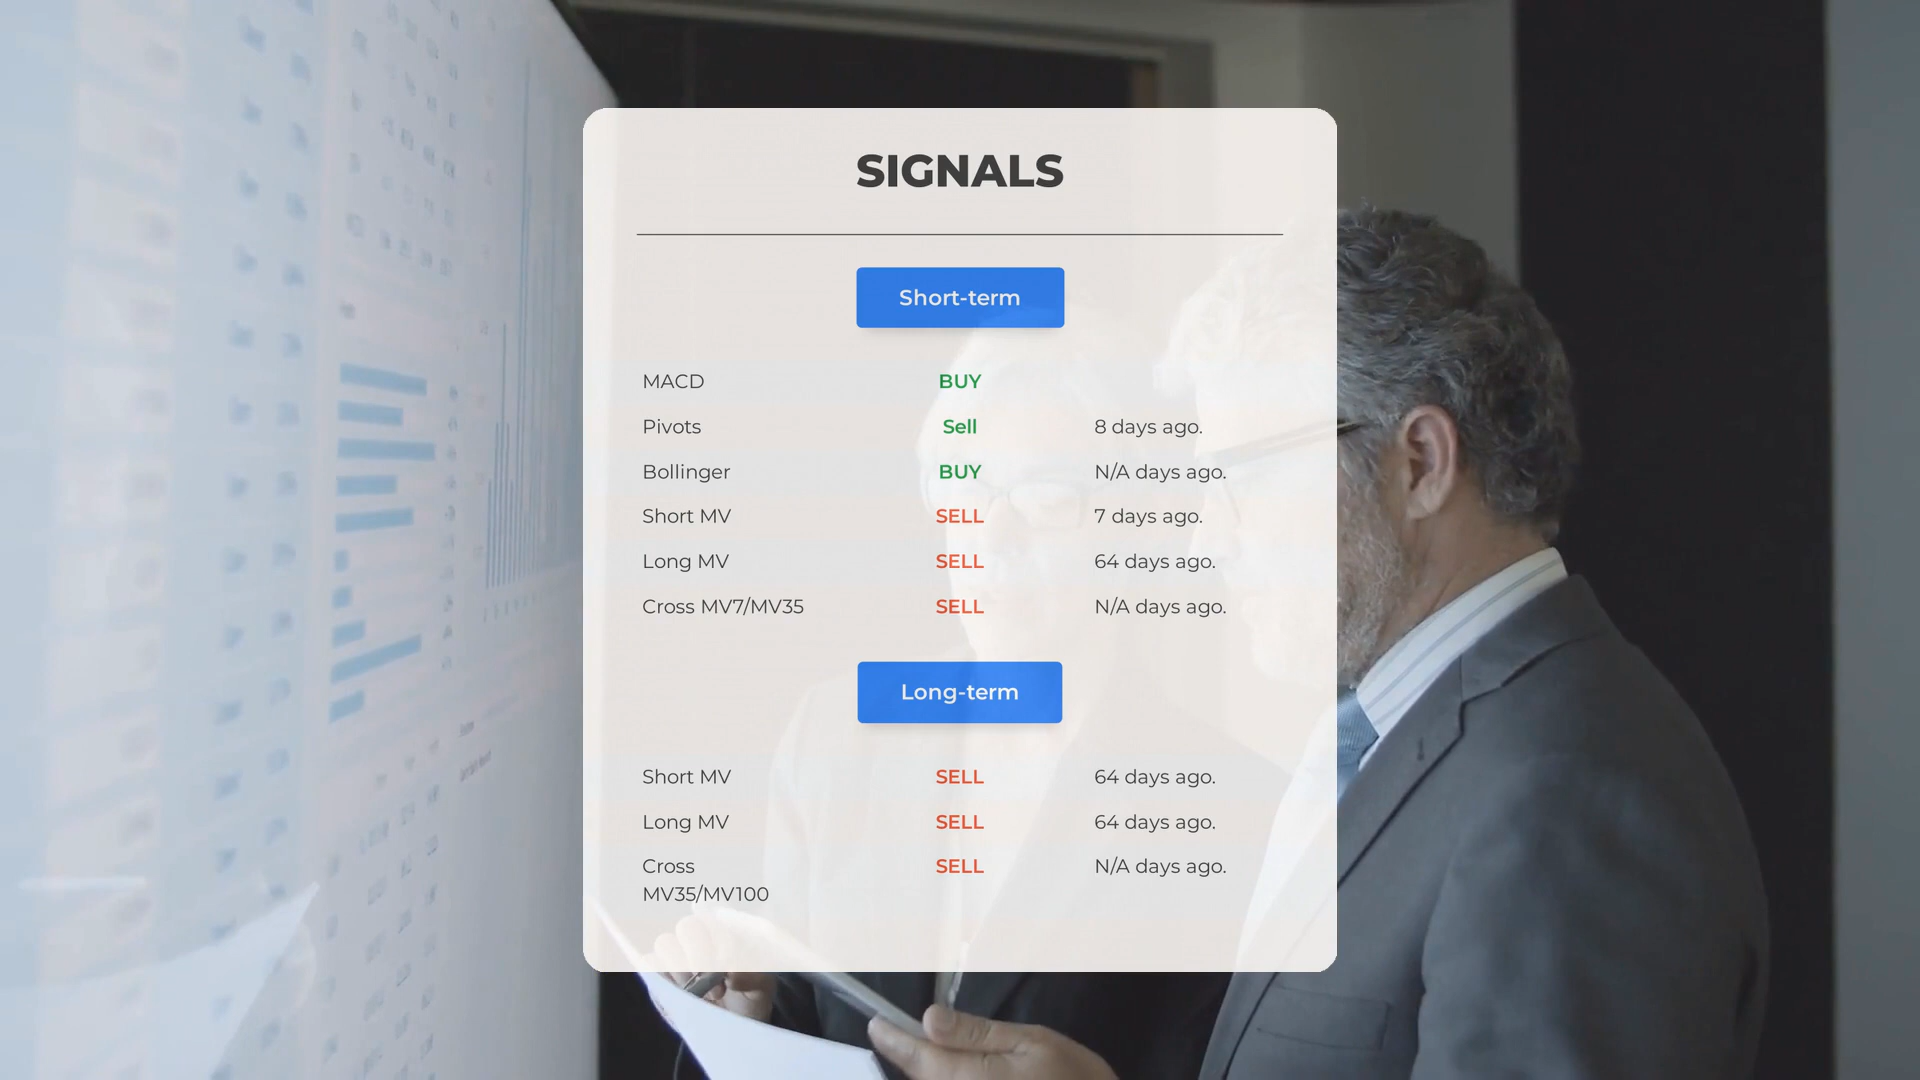 SIGNALS
Short-term
MACD BUY
Pivots Sell 8 days ago.
Bollinger BUY N/A days ago.
Short MV SELL 7 days ago.
Long MV SELL 64 days ago.
Cross MV7/MV35 SELL N/A days ago.
Long-term
Short MV SELL 64 days ago.
Long MV SELL 64 days ago.
Cross SELL N/A days ago.
MV35/MV100